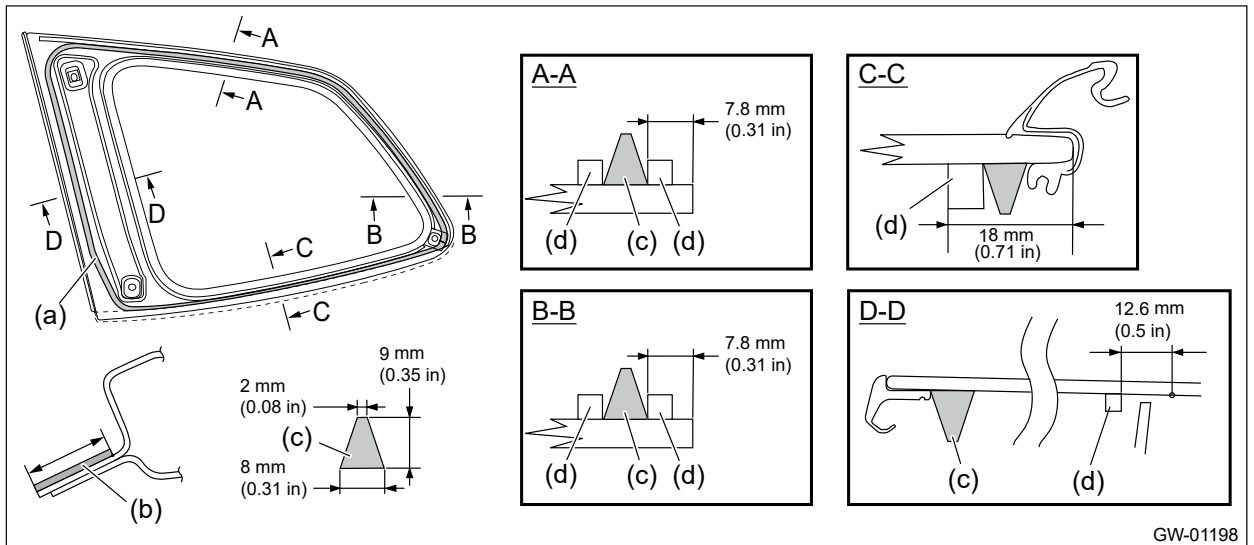 A
A
D
D
B
B
C
C
(a)
(b)
2 mm
(0.08 in)
9 mm
(0.35 in)
(c)
8 mm
(0.31 in)
A-A
7.8 mm
(0.31 in)
(d)
(c)
(d)
B-B
7.8 mm
(0.31 in)
(d)
(c)
(d)
C-C
(d)
18 mm
(0.71 in)
D-D
12.6 mm
(0.5 in)
(c)
(d)
GW-01198